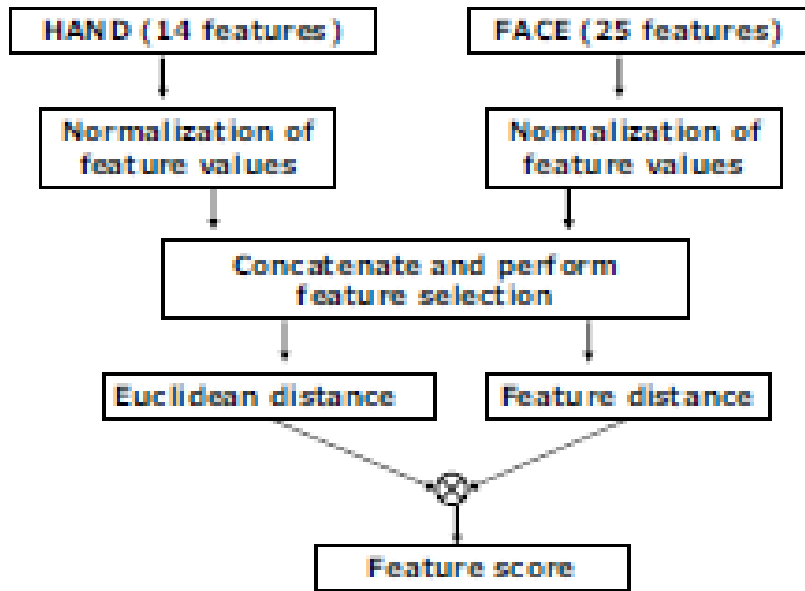 HAND (14 features)
FACE (25 features)
Normalization of
feature values
Normalization of
feature values
Concatenate and perform
feature selection
Euclidean distance
Feature distance
Feature score